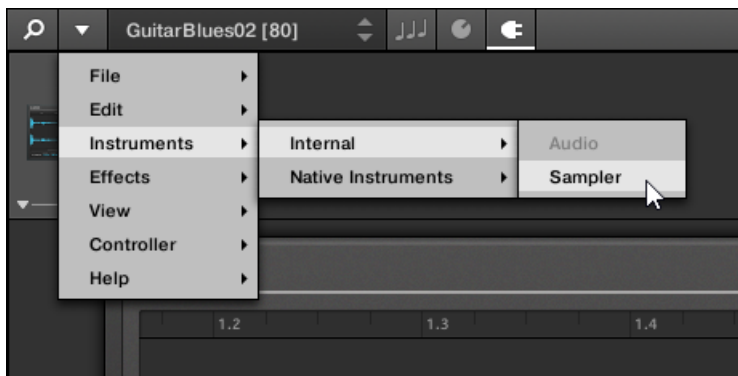 GuitarBlues02 [80]
File
Edit
Instruments
Effects
View
Controller
Help
Internal
Native Instruments
Audio
Sampler
1.2
1.3
1.4